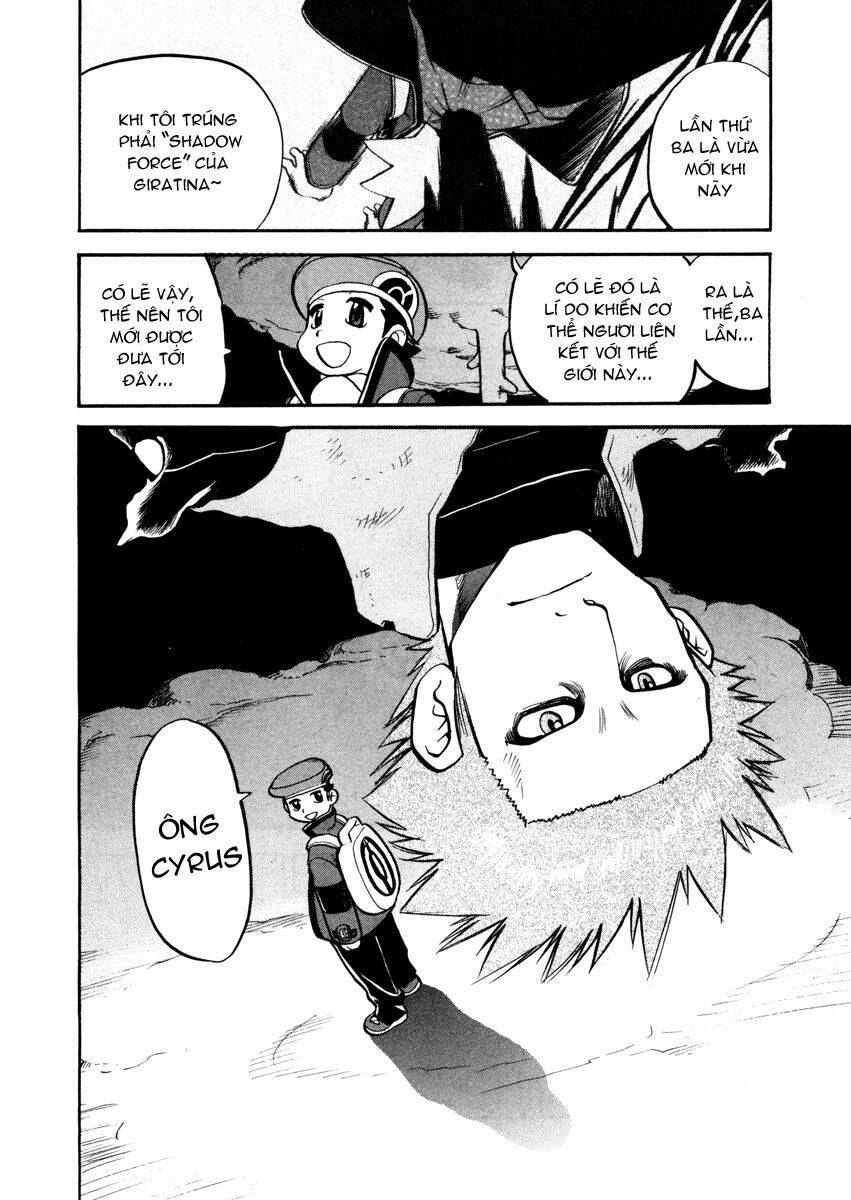 LẦN THỨ
BA LÀ VỪA
MỚI KHI
NÃY
KHI TÔI TRÚNG
PHẢI "SHADOW
FORCE" CỦA
GIRATINA~
RA LÀ
THẾ,BA
LẦN...
CÓ LẼ ĐÓ LÀ
LÍ DO KHIẾN CƠ
THỂ NGƯƠI LIÊN
KẾT VỚI THẾ
GIỚI NÀY...
CÓ LẼ VẬY,
THẾ NÊN TÔI
MỚI ĐƯỢC
ĐƯA TỚI
ĐÂY...
ÔNG
CYRUS